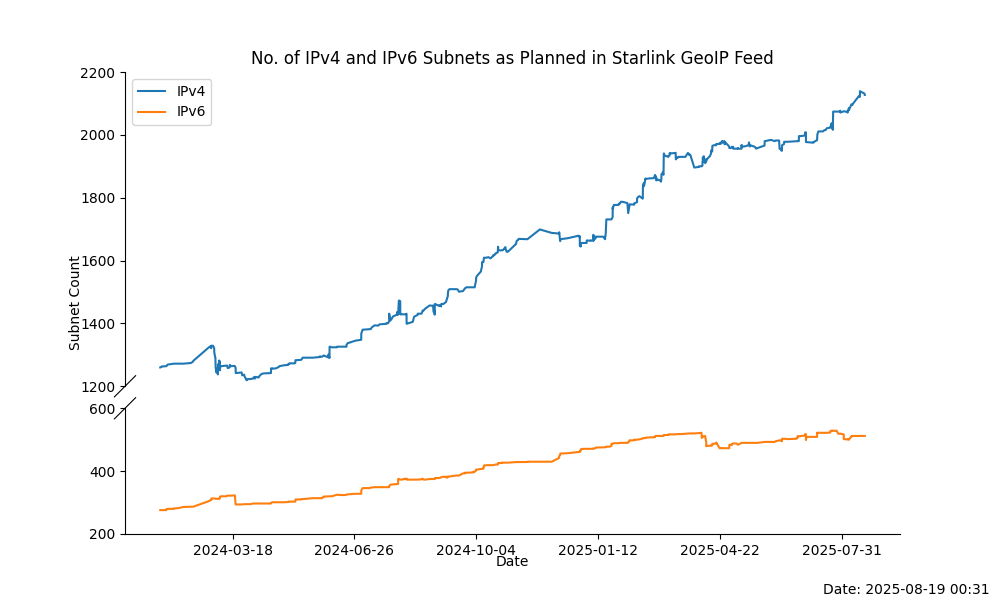 No. of IPv4 and IPv6 Subnets as Planned in Starlink GeoIP Feed
2200
IPv4
IPv6
2000
1800
1600
Subnet Count
1400
1200
600
400
200
2024-03-18 2024-06-26 2024-10-04 2025-01-12 2025-04-22 2025-07-31
Date
Date: 2025-08-19 00:31